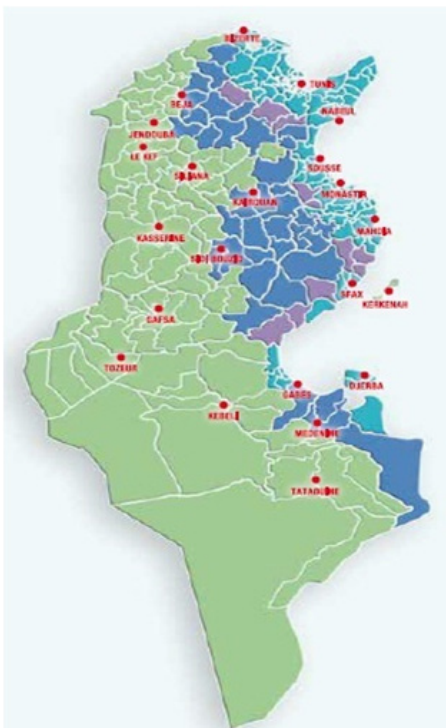 BIZERTE
TUNIS
BEJA
NABEUL
JENDOUBA
LE KEF
SILIANA
SOUSSE
MONASTIR
KAIROUAN
MAHDIA
KASSERINE
SIDI BOUZID
SFAX
KERKENAH
GAFSA
TOZEUR
DJERBA
GABES
KEBELI
MEDENINE
TATAOUINE